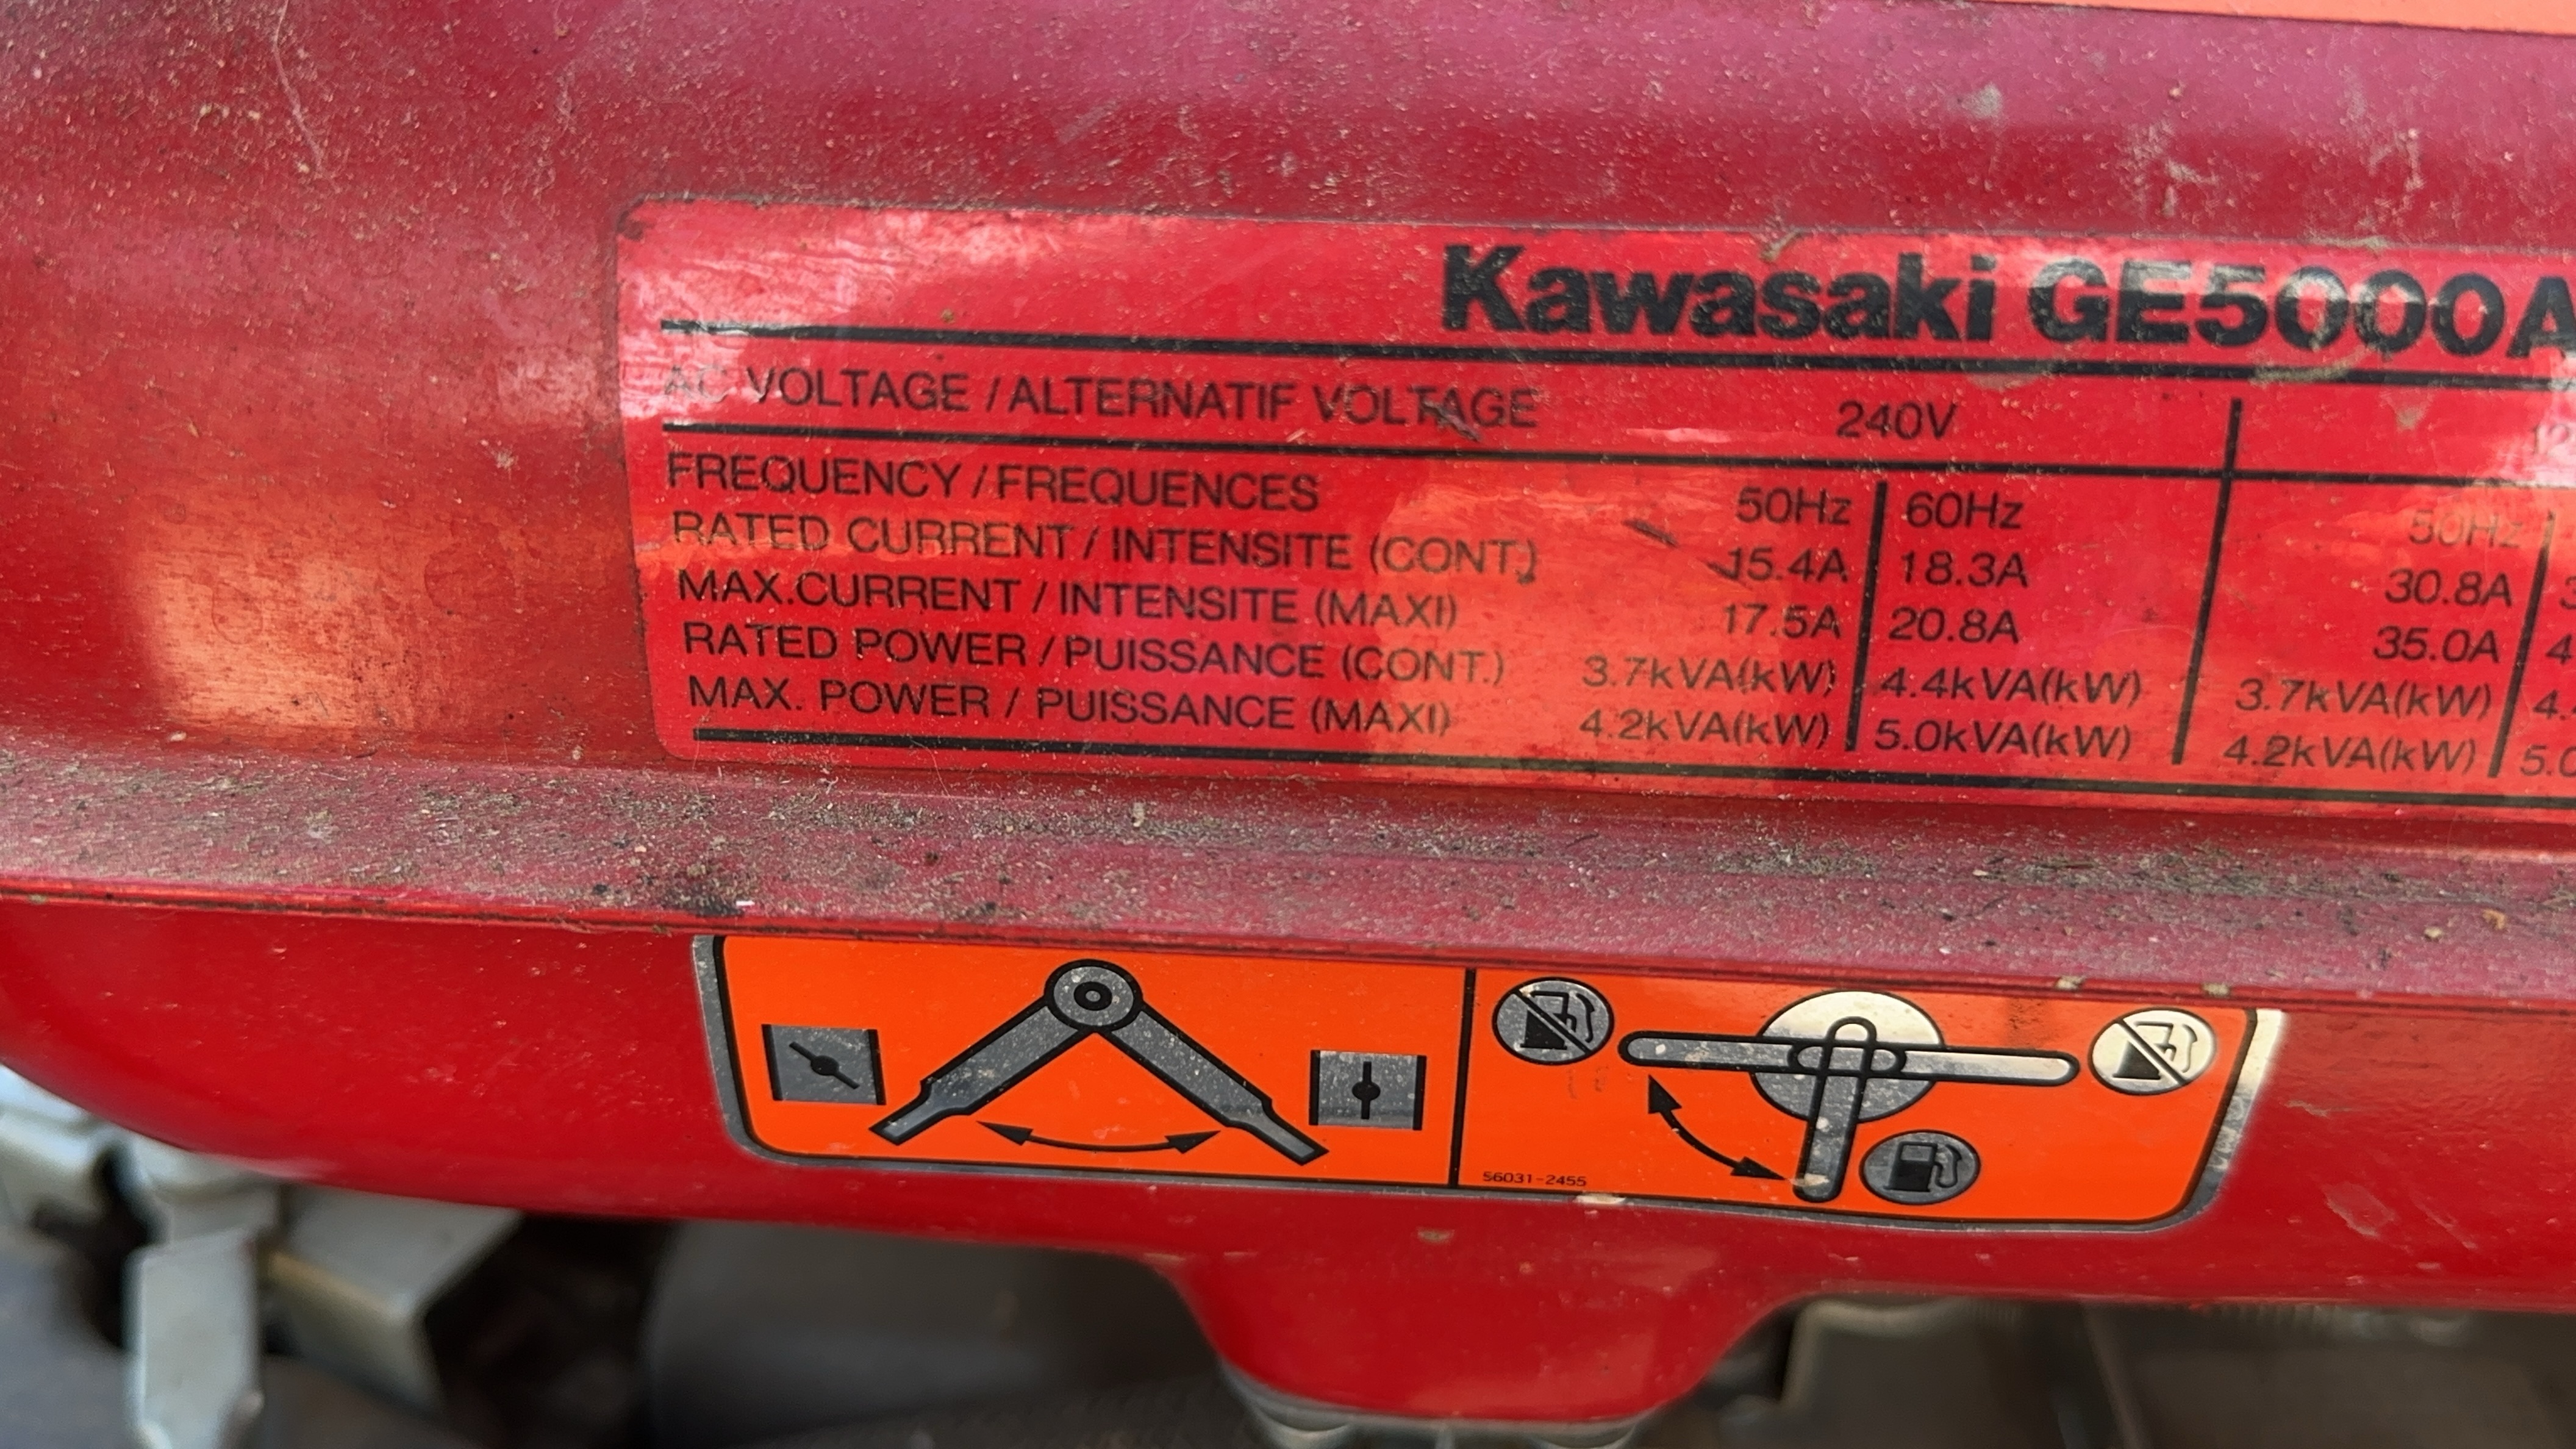 Kawasaki GE5000A
AC VOLTAGE / ALTERNATIF VOLTAGE 240V
FREQUENCY / FREQUENCES 50Hz 60Hz 50Hz
RATED CURRENT / INTENSITE (CONT.) 15.4A 18.3A 30.8A
MAX.CURRENT / INTENSITE (MAXI) 17.5A 20.8A 35.0A
RATED POWER / PUISSANCE (CONT.) 3.7kVA(kW) 4.4kVA(kW) 3.7kVA(kW)
MAX. POWER / PUISSANCE (MAXI) 4.2kVA(kW) 5.0kVA(kW) 4.2kVA(kW)
56031-2455